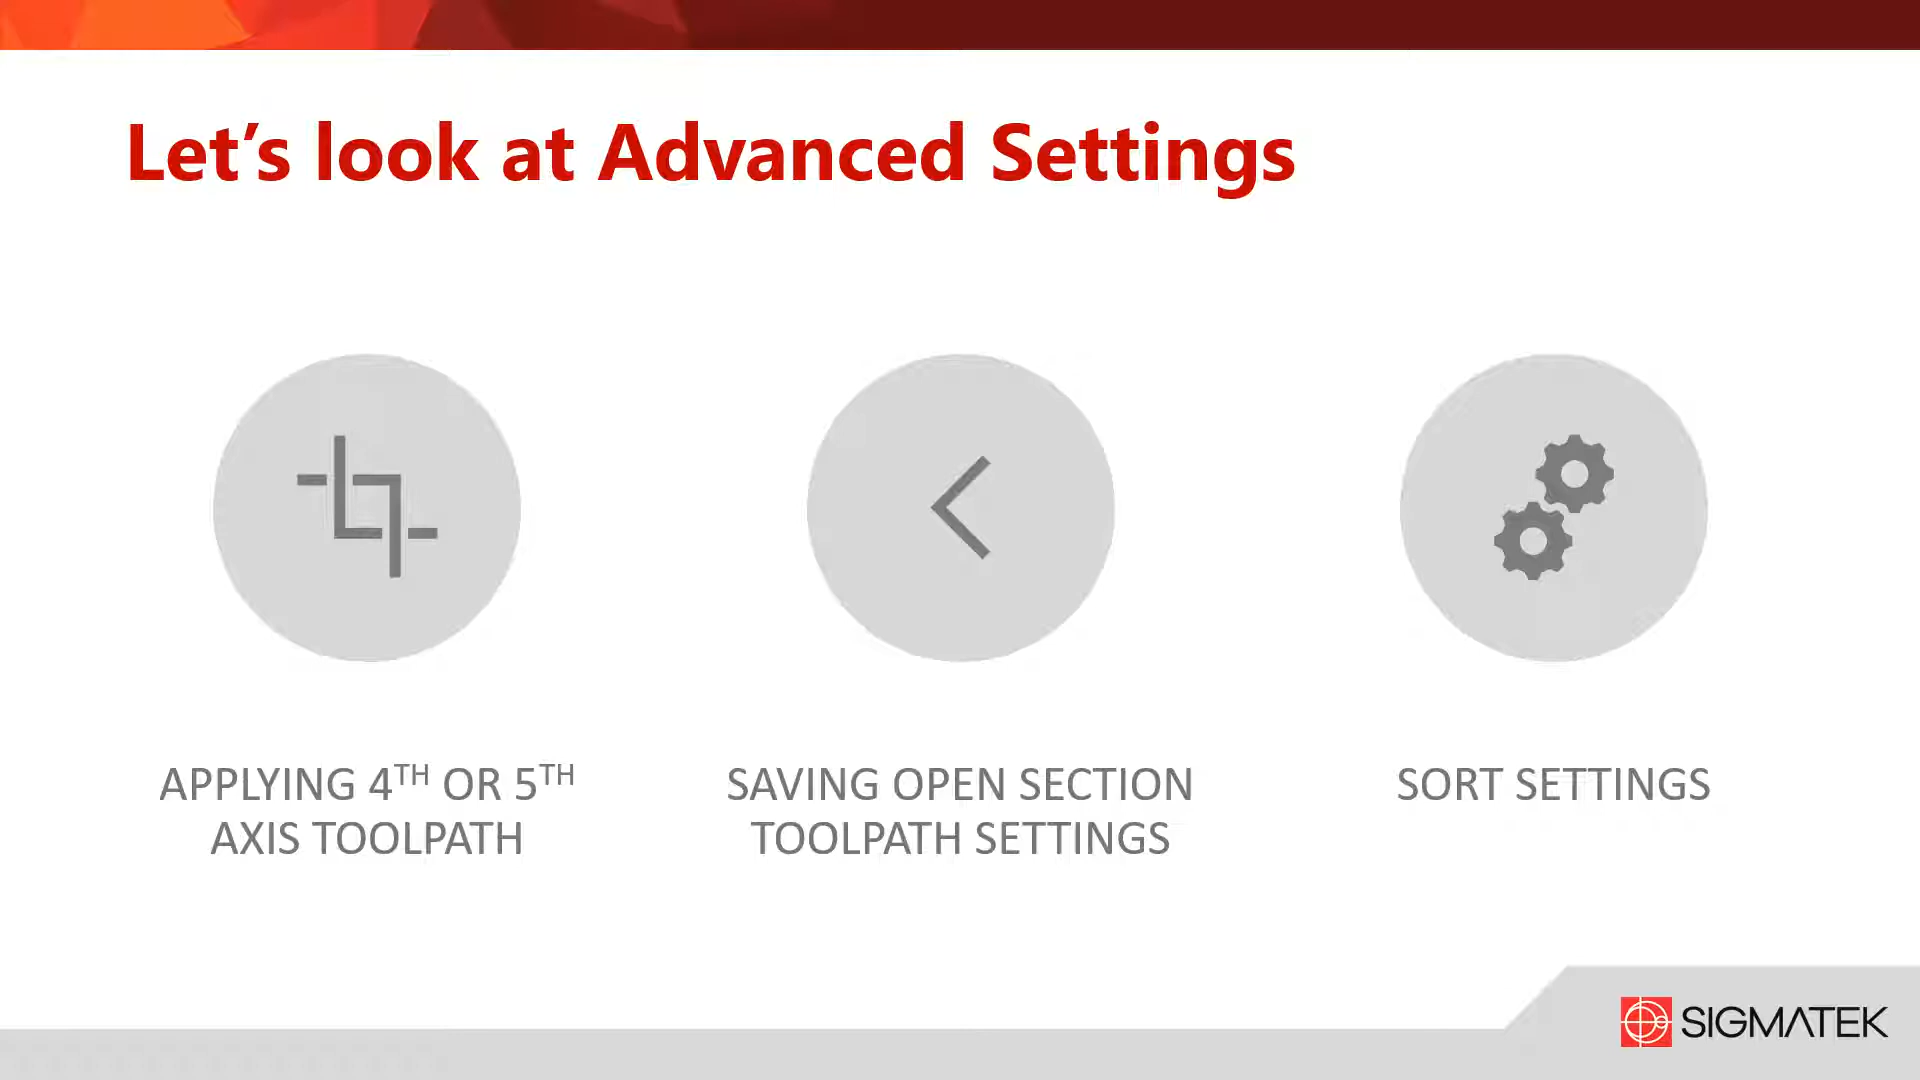 Let’s look at Advanced Settings
APPLYING 4TH OR 5TH
AXIS TOOLPATH
SAVING OPEN SECTION
TOOLPATH SETTINGS
SORT SETTINGS
SIGMATEK